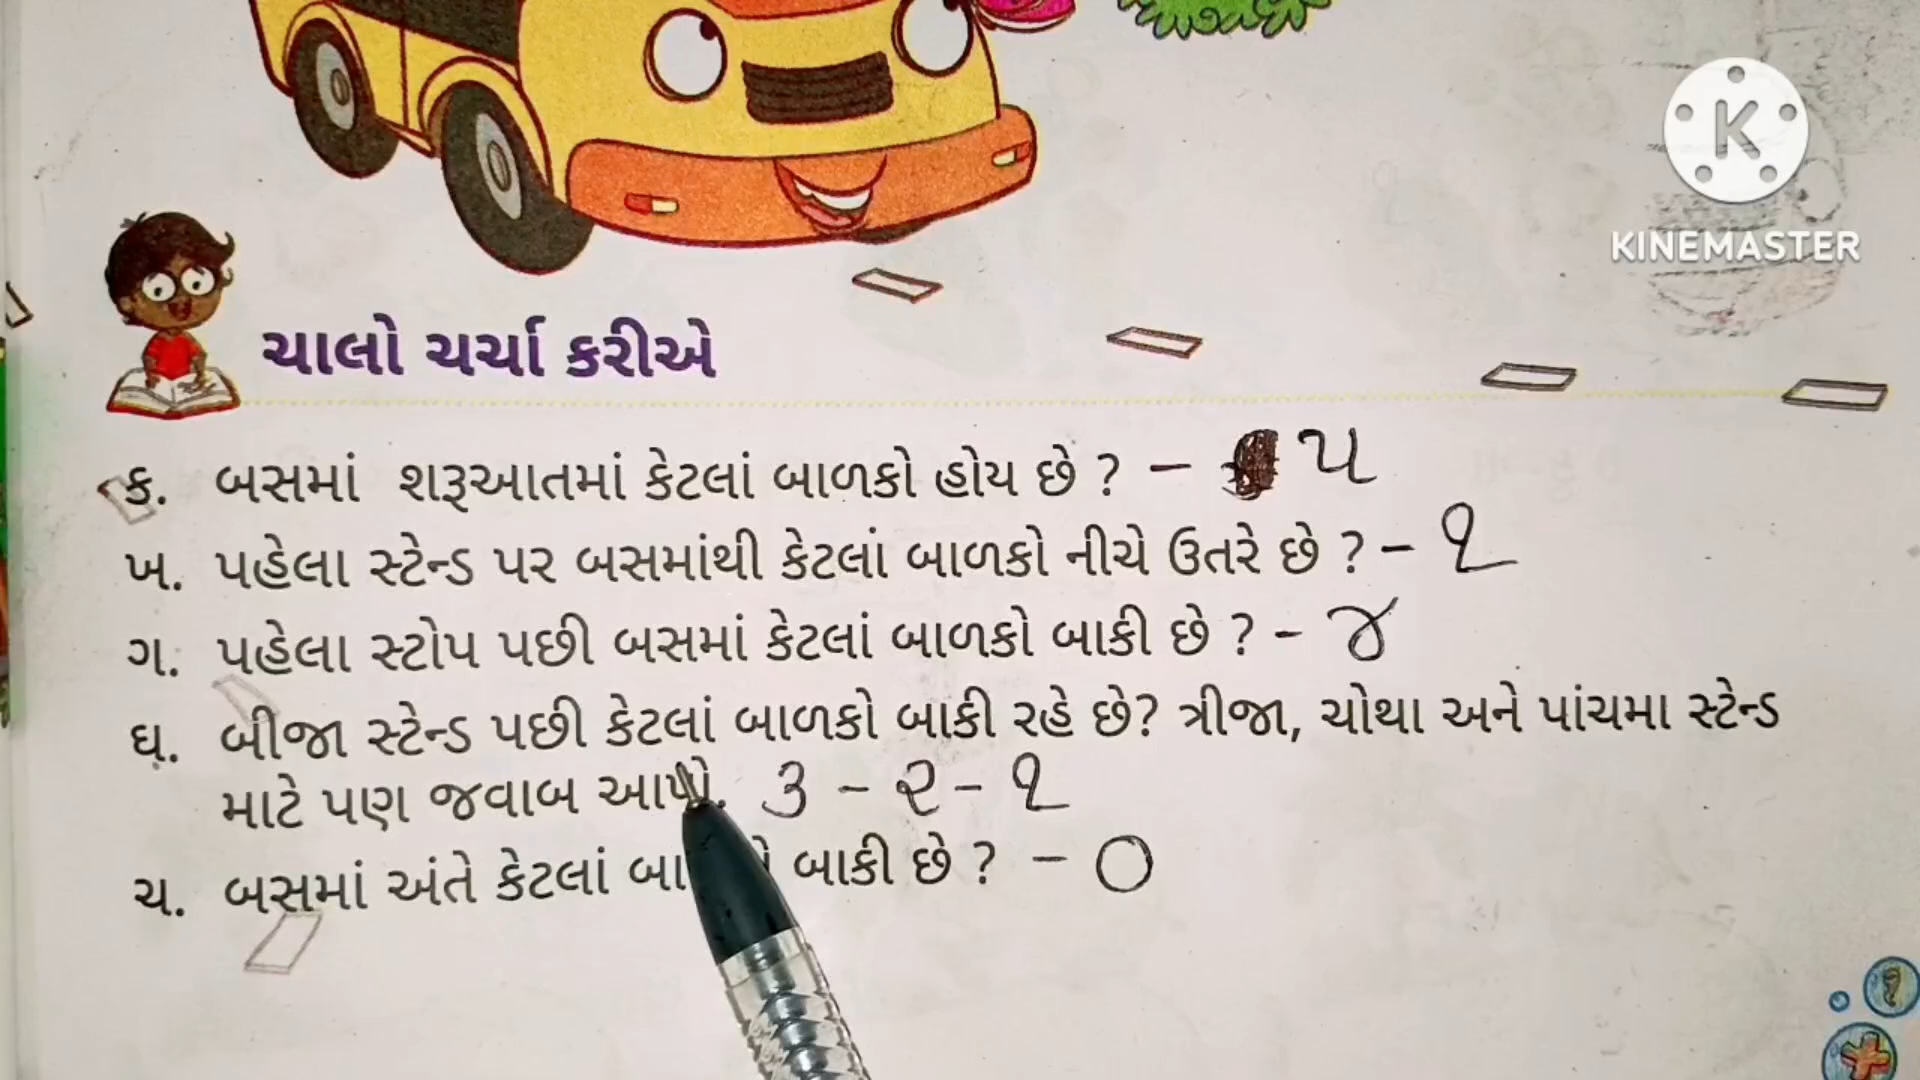 KINEMASTER
ચાલો ચર્ચા કરીએ
ક. બસમાં શરૂઆતમાં કેટલાં બાળકો હોય છે ? – ૫
ખ. પહેલા સ્ટેન્ડ પર બસમાંથી કેટલાં બાળકો નીચે ઉતરે છે ? – ૧
ગ. પહેલા સ્ટોપ પછી બસમાં કેટલાં બાળકો બાકી છે ? – ૪
ઘ. બીજા સ્ટેન્ડ પછી કેટલાં બાળકો બાકી રહે છે? ત્રીજા, ચોથા અને પાંચમા સ્ટેન્ડ
માટે પણ જવાબ આપો. ૩ – ૨ – ૧
ચ. બસમાં અંતે કેટલાં બાકી છે ? – ૦